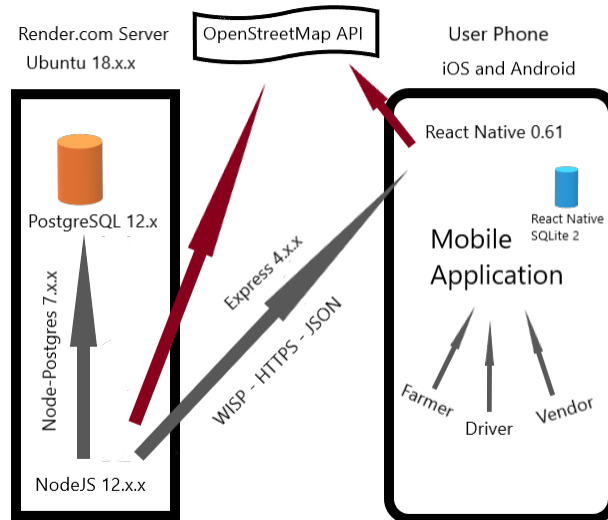 Render.com Server
Ubuntu 18.x.x
OpenStreetMap API
User Phone
iOS and Android
PostgreSQL 12.x
Node-Postgres 7.x.x
NodeJS 12.x.x
Express 4.x.x
WISP - HTTPS - JSON
React Native 0.61
React Native
SQLite 2
Mobile
Application
Farmer
Driver
Vendor